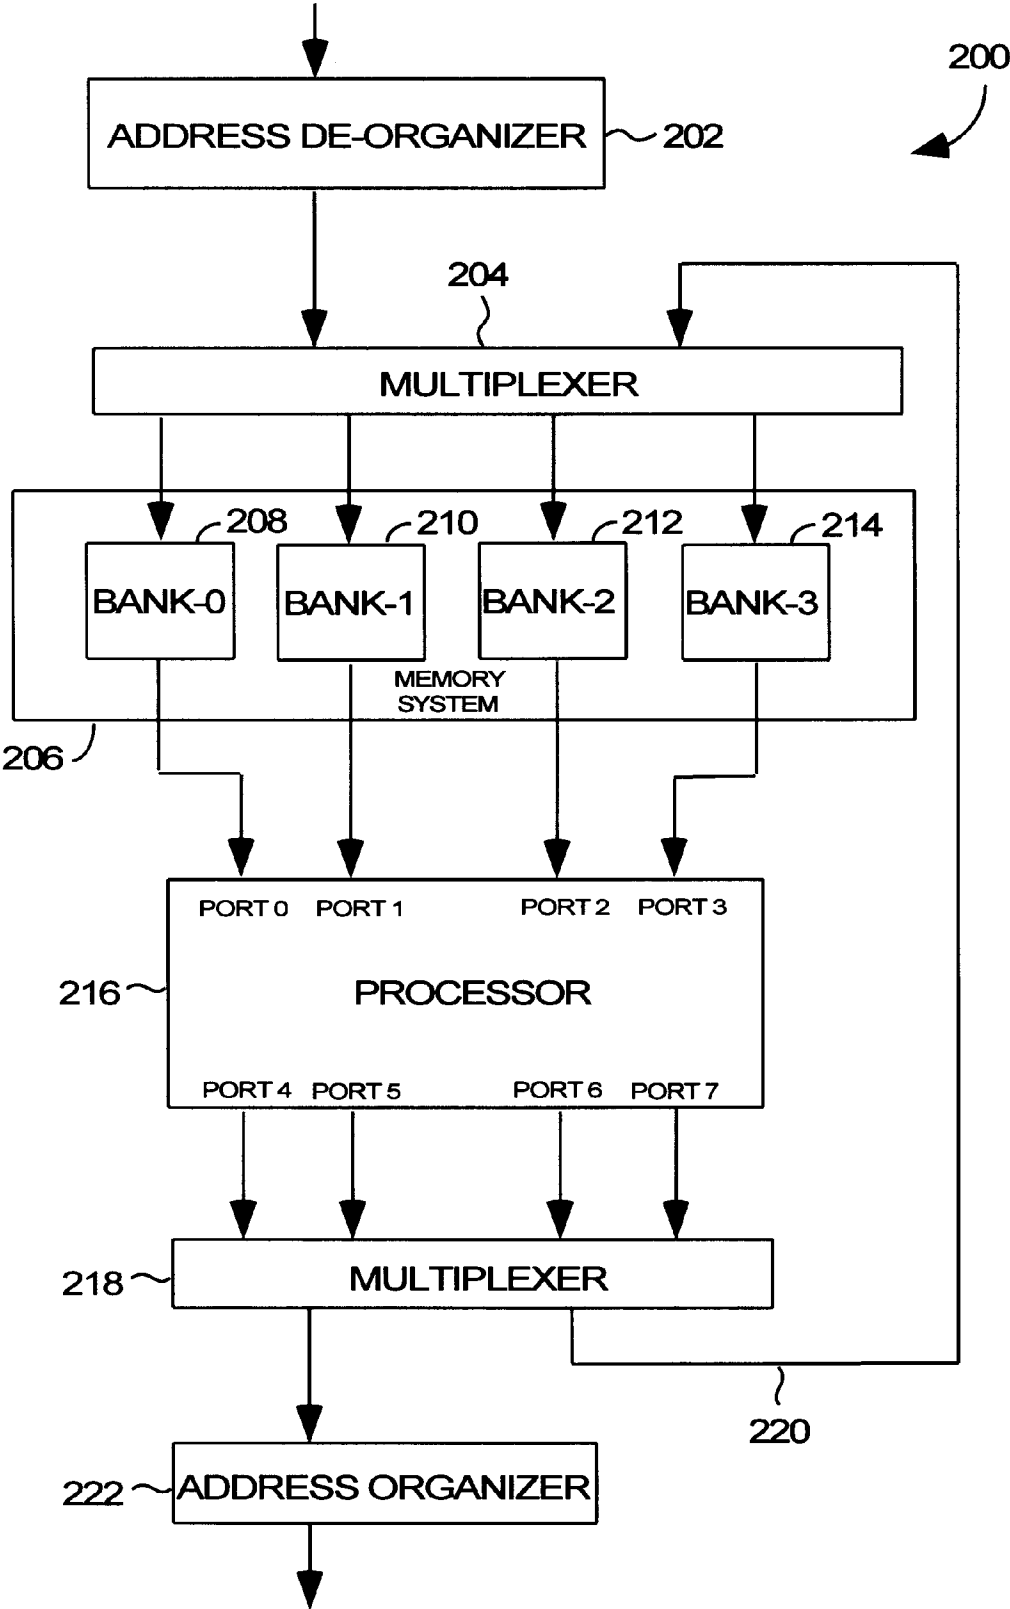 200
ADDRESS DE-ORGANIZER
202
204
MULTIPLEXER
208
210
212
214
BANK-0
BANK-1
BANK-2
BANK-3
MEMORY
SYSTEM
206
PORT 0
PORT 1
PORT 2
PORT 3
216
PROCESSOR
PORT 4
PORT 5
PORT 6
PORT 7
218
MULTIPLEXER
220
222
ADDRESS ORGANIZER